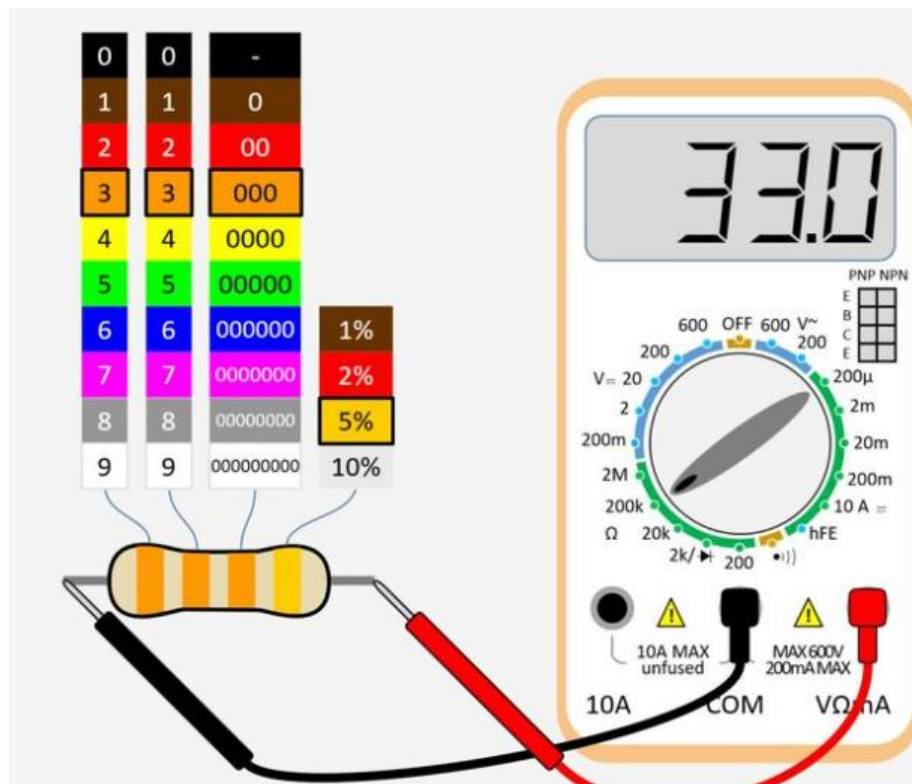 0 0 -
1 1 0
2 2 00
3 3 000
4 4 0000
5 5 00000
6 6 000000 1%
7 7 0000000 2%
8 8 00000000 5%
9 9 000000000 10%
33.0
PNP NPN
E
B
C
E
OFF
600
V~
200
200µ
2m
20m
200m
10 A ⎓
hFE
•)))
200
2k/
20k
Ω
200k
2M
200m
2
V⎓ 20
200
600
! !
10A MAX
unfused
MAX 600V
200mA MAX
10A COM VΩmA